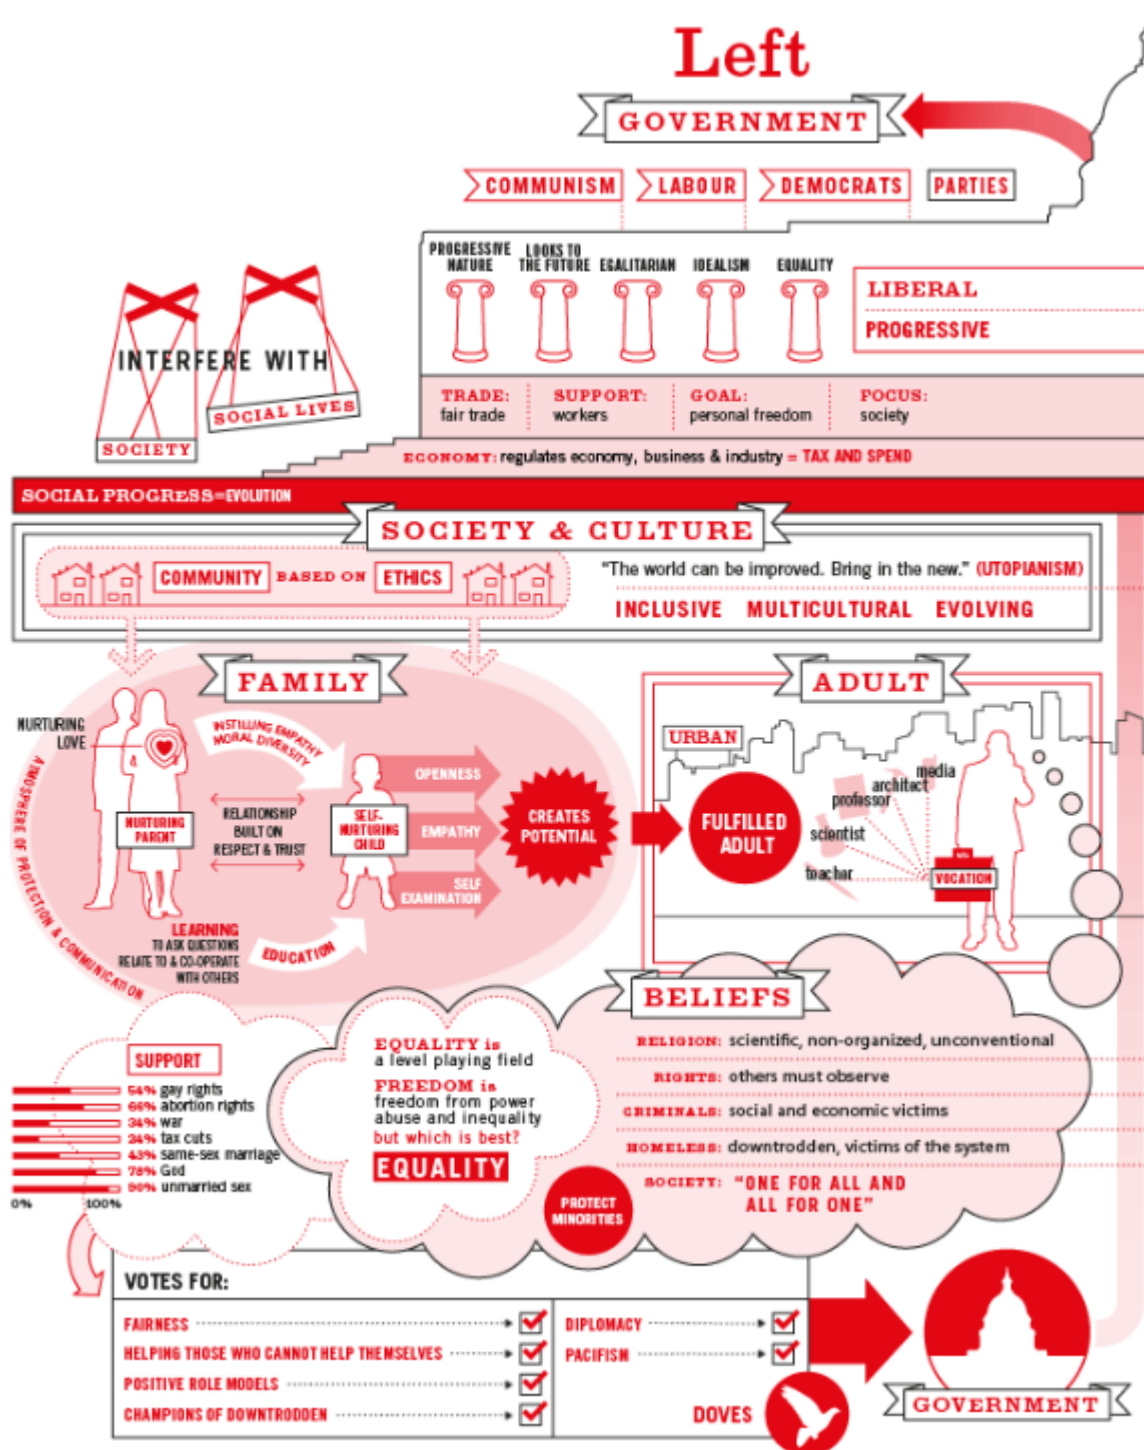 Left
GOVERNMENT
COMMUNISM
LABOUR
DEMOCRATS
PARTIES
PROGRESSIVE
NATURE
LOOKS TO
THE FUTURE
EGALITARIAN
IDEALISM
EQUALITY
LIBERAL
PROGRESSIVE
INTERFERE WITH
SOCIETY
SOCIAL LIVES
TRADE:
fair trade
SUPPORT:
workers
GOAL:
personal freedom
FOCUS:
society
ECONOMY: regulates economy, business & industry = TAX AND SPEND
SOCIAL PROGRESS=EVOLUTION
SOCIETY & CULTURE
COMMUNITY BASED ON ETHICS
"The world can be improved. Bring in the new." (UTOPIANISM)
INCLUSIVE MULTICULTURAL EVOLVING
FAMILY
NURTURING
LOVE
INSTILLING EMPATHY
MORAL DIVERSITY
ATMOSPHERE OF PROTECTION & COMMUNICATION
NURTURING
PARENT
RELATIONSHIP
BUILT ON
RESPECT & TRUST
SELF-
NURTURING
CHILD
OPENNESS
EMPATHY
SELF
EXAMINATION
CREATES
POTENTIAL
LEARNING
TO ASK QUESTIONS
RELATE TO & CO-OPERATE
WITH OTHERS
EDUCATION
ADULT
URBAN
FULFILLED
ADULT
media
architect
professor
scientist
teacher
VOCATION
SUPPORT
54% gay rights
66% abortion rights
34% war
24% tax cuts
43% same-sex marriage
78% God
90% unmarried sex
0% 100%
EQUALITY is
a level playing field
FREEDOM is
freedom from power
abuse and inequality
but which is best?
EQUALITY
BELIEFS
RELIGION: scientific, non-organized, unconventional
RIGHTS: others must observe
CRIMINALS: social and economic victims
HOMELESS: downtrodden, victims of the system
SOCIETY: "ONE FOR ALL AND
ALL FOR ONE"
PROTECT
MINORITIES
VOTES FOR:
FAIRNESS
HELPING THOSE WHO CANNOT HELP THEMSELVES
POSITIVE ROLE MODELS
CHAMPIONS OF DOWNTRODDEN
DIPLOMACY
PACIFISM
DOVES
GOVERNMENT